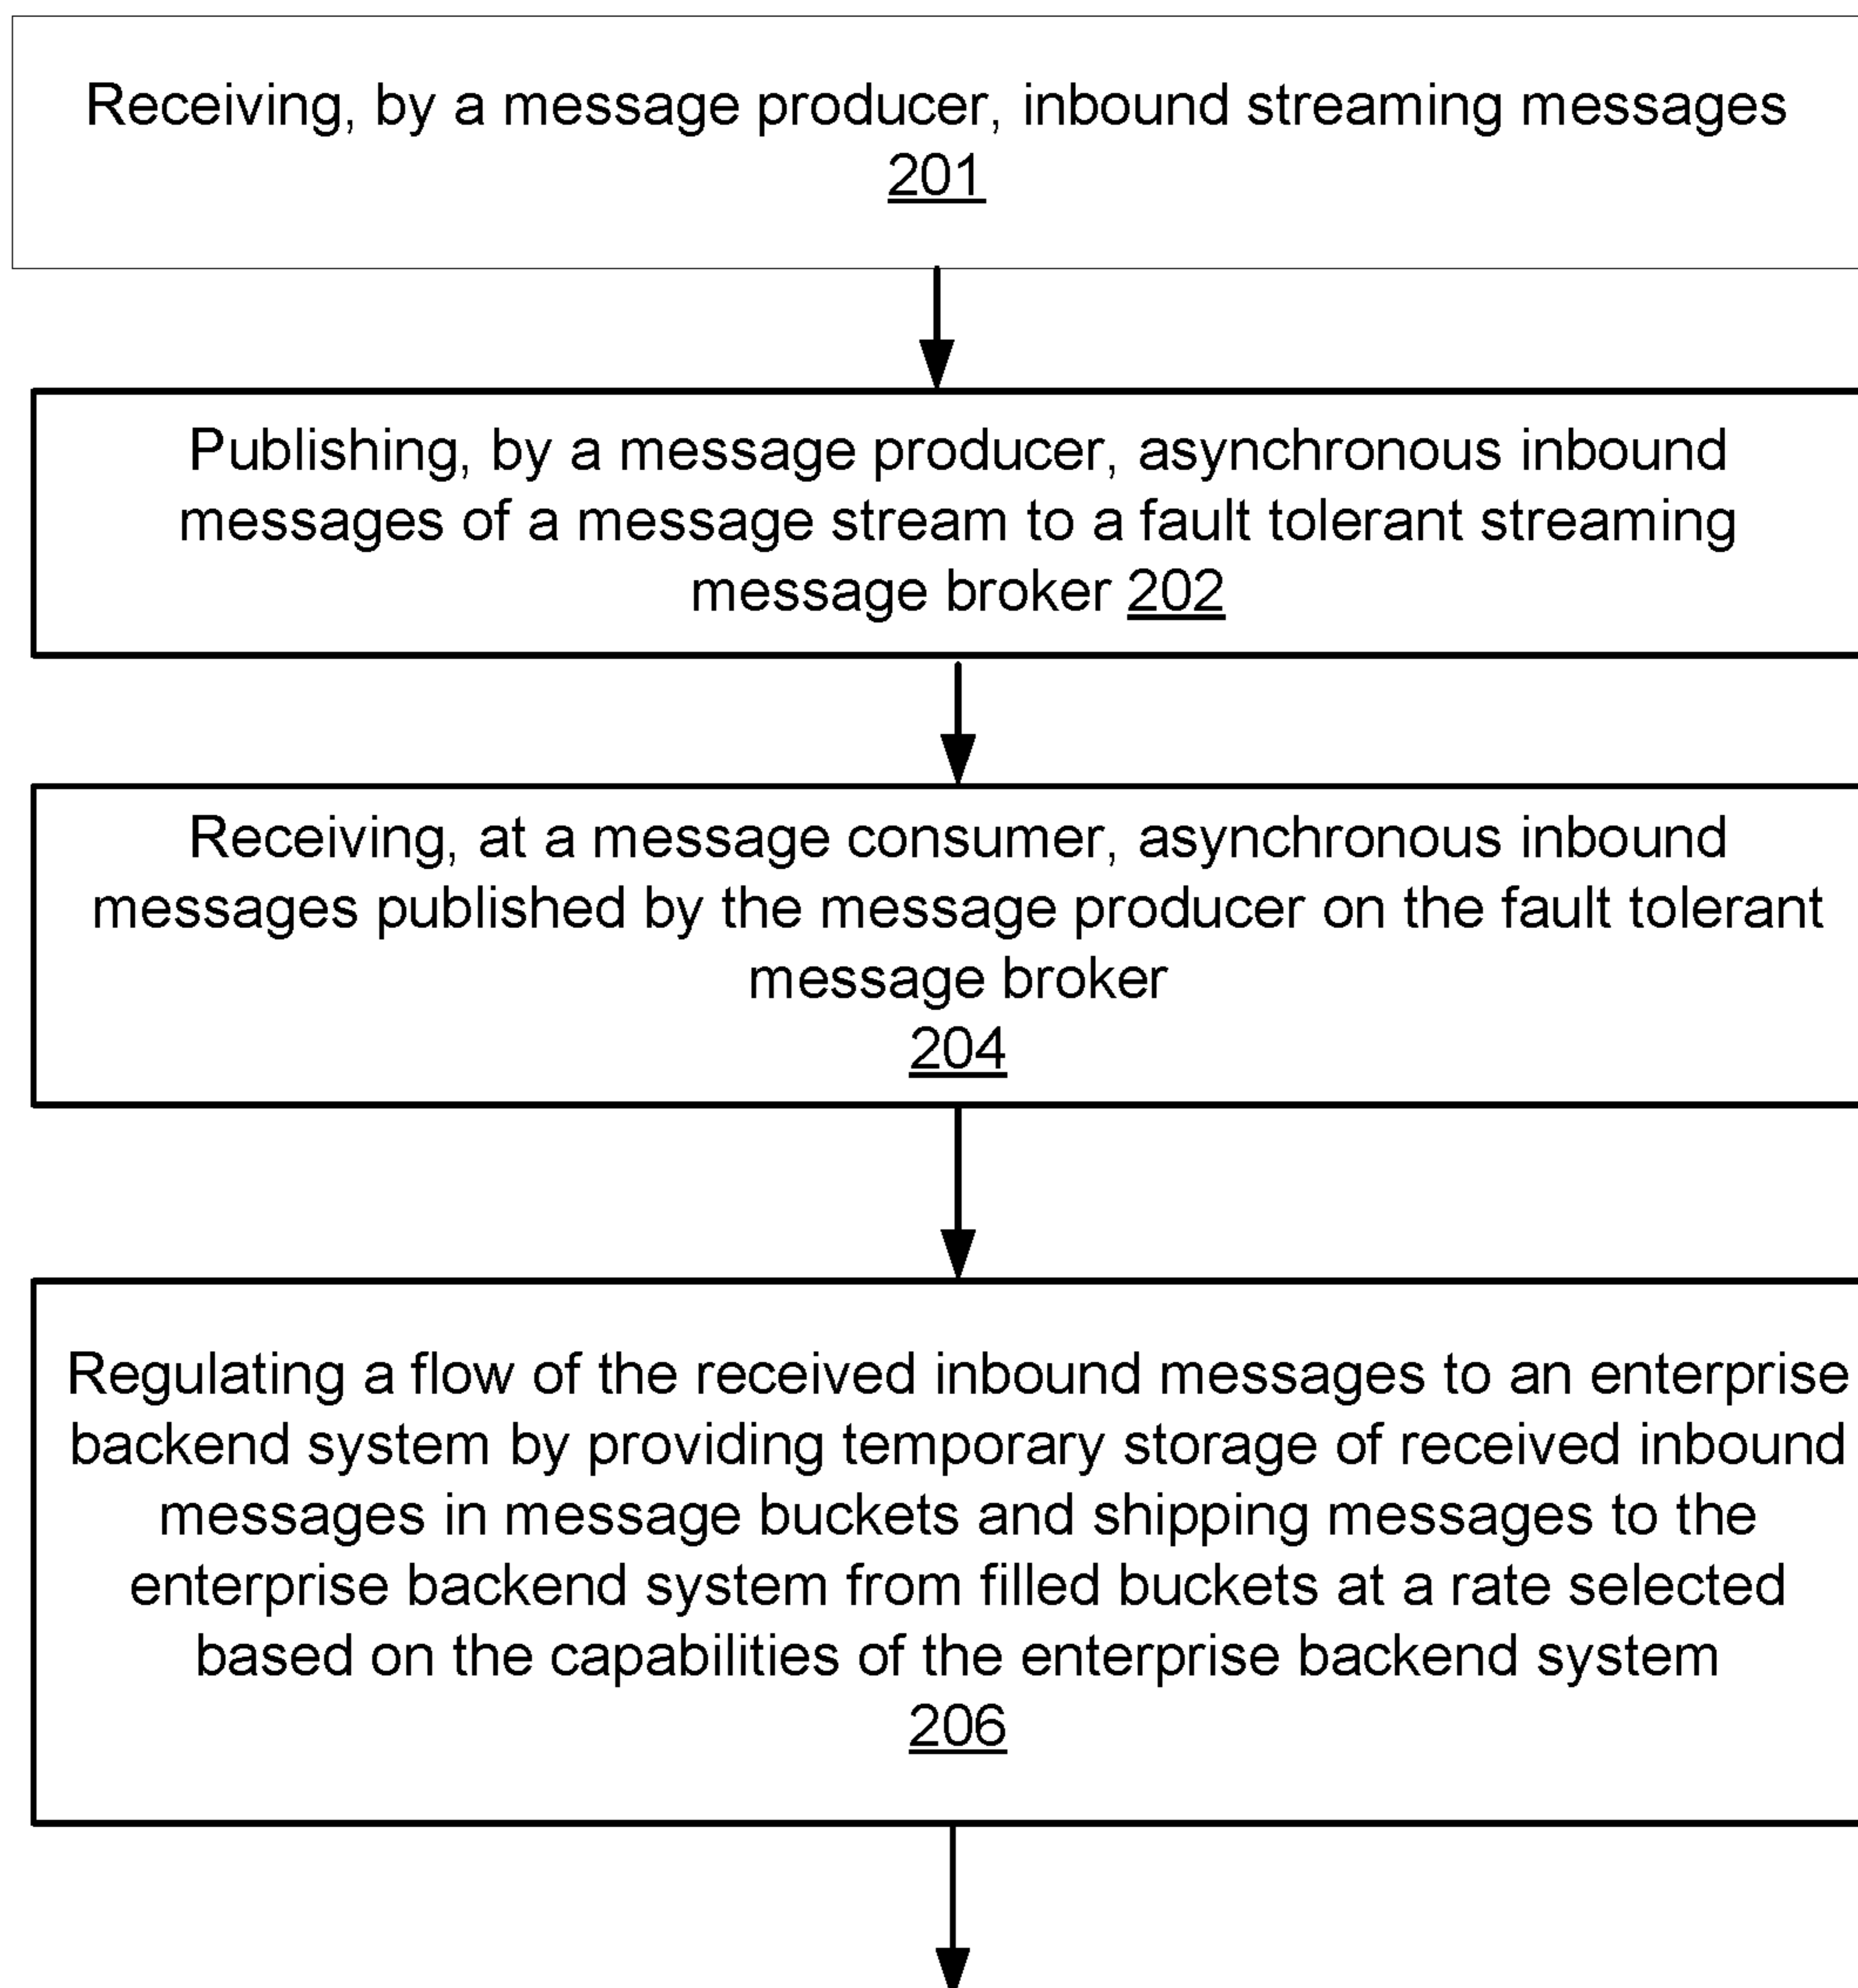 Receiving, by a message producer, inbound streaming messages
201
Publishing, by a message producer, asynchronous inbound
messages of a message stream to a fault tolerant streaming
message broker 202
Receiving, at a message consumer, asynchronous inbound
messages published by the message producer on the fault tolerant
message broker
204
Regulating a flow of the received inbound messages to an enterprise
backend system by providing temporary storage of received inbound
messages in message buckets and shipping messages to the
enterprise backend system from filled buckets at a rate selected
based on the capabilities of the enterprise backend system
206